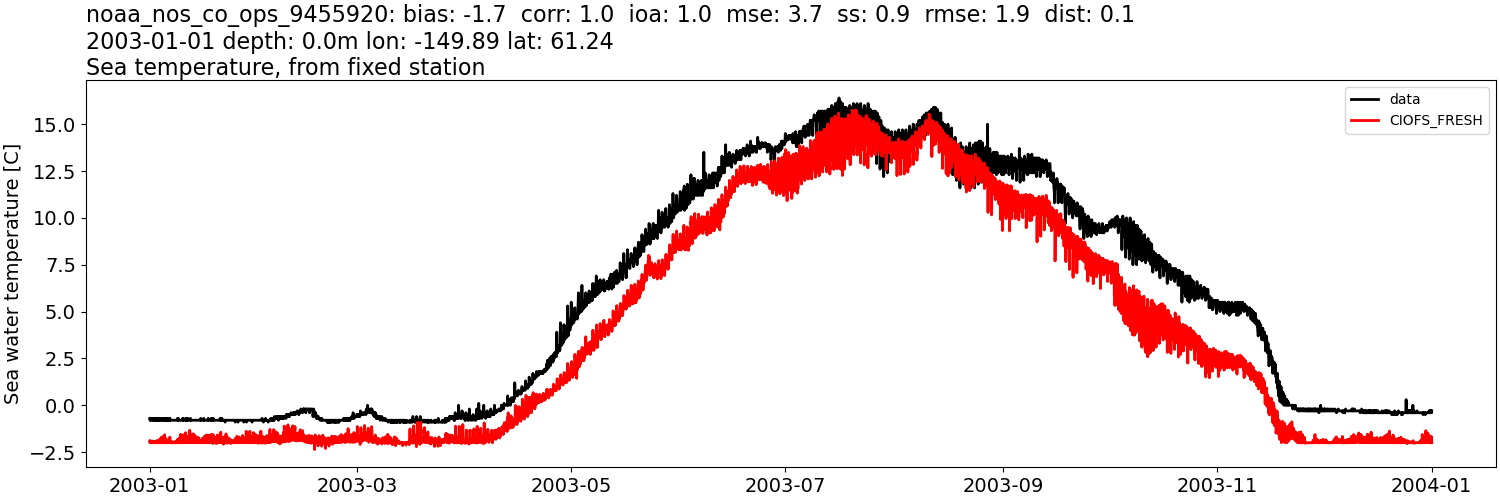 noaa_nos_co_ops_9455920: bias: -1.7 corr: 1.0 ioa: 1.0 mse: 3.7 ss: 0.9 rmse: 1.9 dist: 0.1
2003-01-01 depth: 0.0m lon: -149.89 lat: 61.24
Sea temperature, from fixed station
data
CIOFS_FRESH
Sea water temperature [C]
15.0
12.5
10.0
7.5
5.0
2.5
0.0
−2.5
2003-01
2003-03
2003-05
2003-07
2003-09
2003-11
2004-01